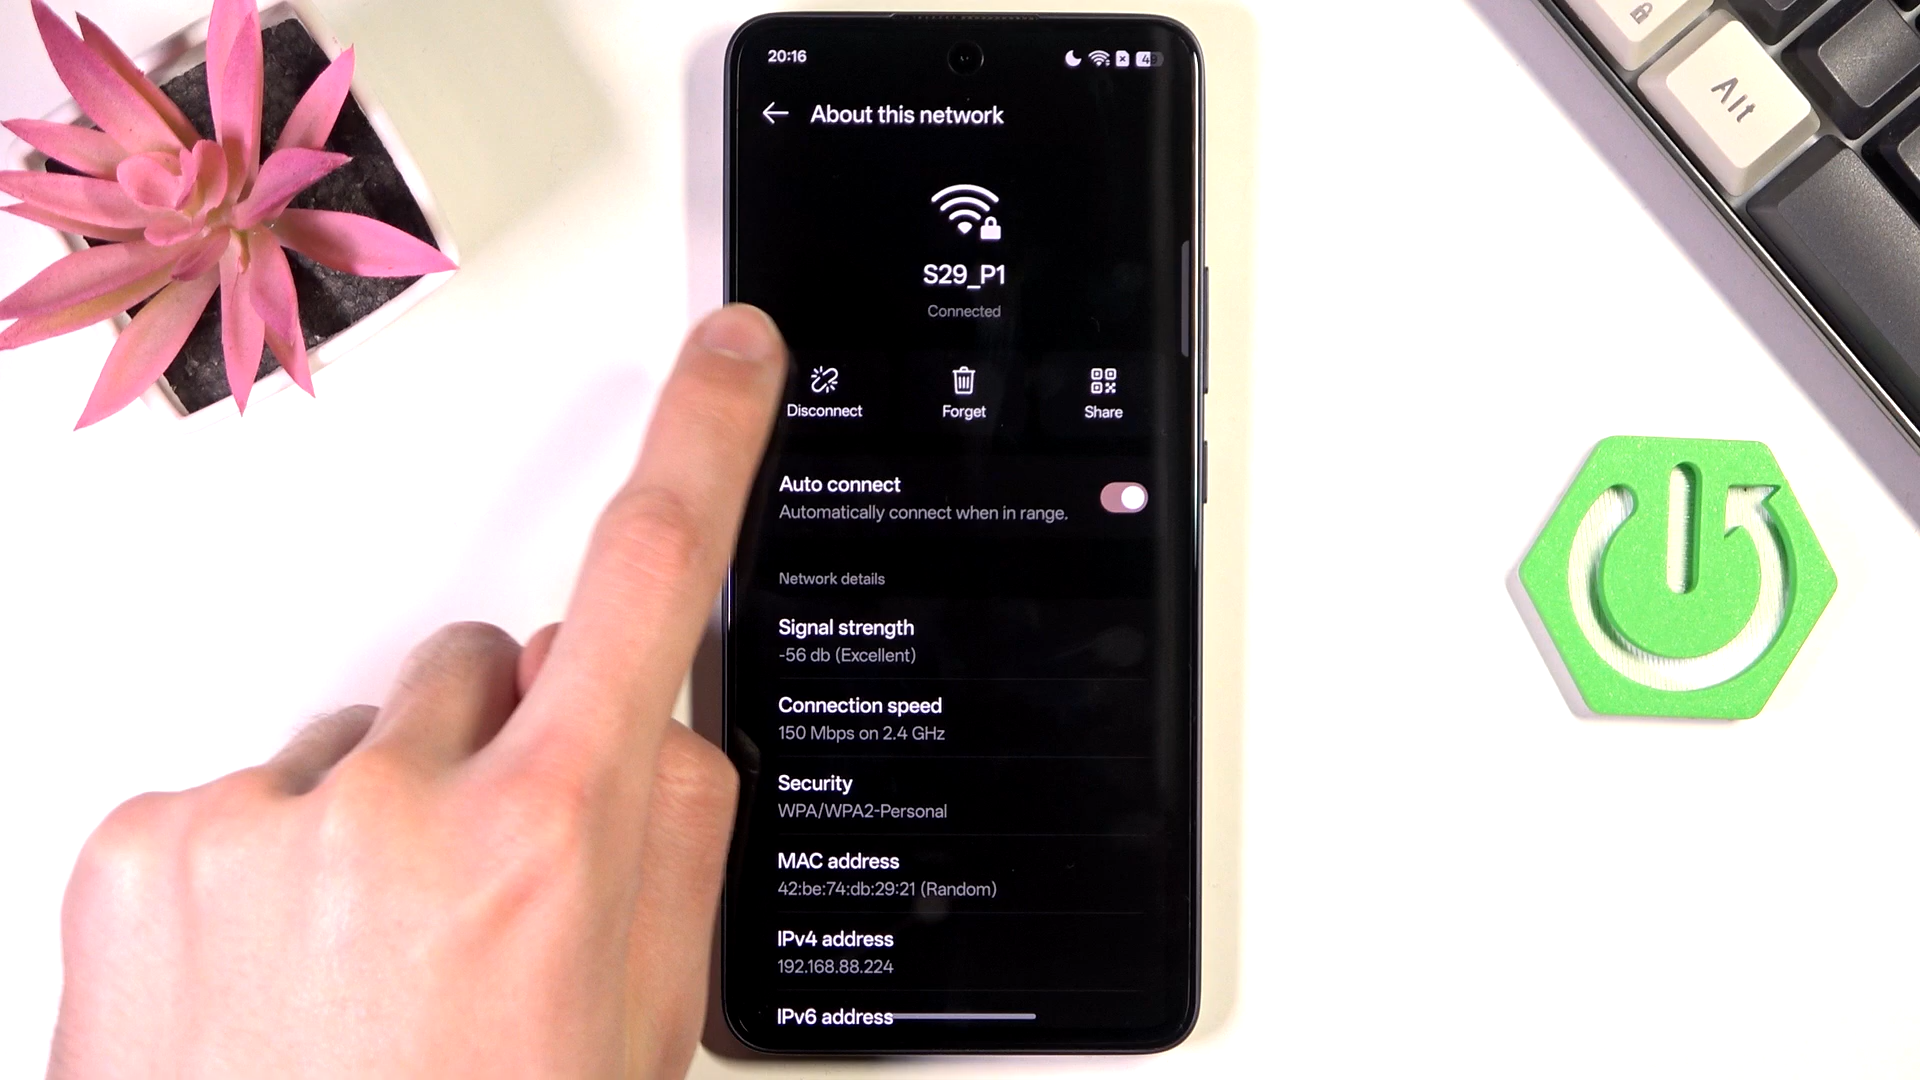 20:16
About this network
S29_P1
Connected
Disconnect
Forget
Share
Auto connect
Automatically connect when in range.
Network details
Signal strength
-56 db (Excellent)
Connection speed
150 Mbps on 2.4 GHz
Security
WPA/WPA2-Personal
MAC address
42:be:74:db:29:21 (Random)
IPv4 address
192.168.88.224
IPv6 address
Alt